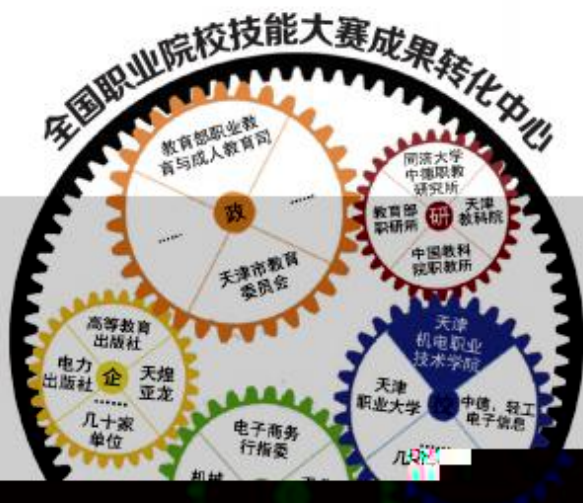 全国职业院校技能大赛成果转化中心
教育部职业教
育与成人教育司
政
......
......
天津市教育
委员会
同济大学
中德职教
研究所
教育部
职研所
研
天津
教科院
中国教科
院职教所
高等教育
出版社
电力
出版社
企
天煌
亚龙
......
几十家
单位
天津
机电职业
技术学院
天津
职业大学
中德、轻工
电子信息
......
电子商务
行指委
机械